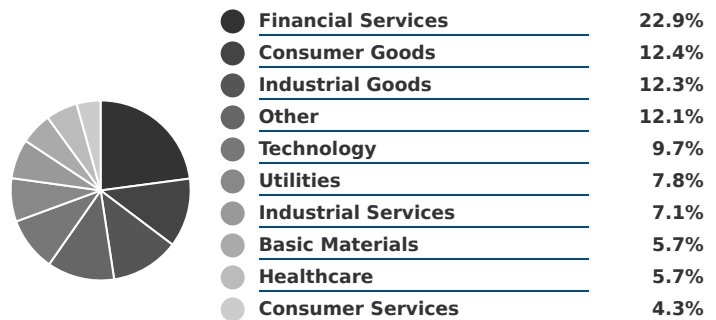 Financial Services 22.9%
Consumer Goods 12.4%
Industrial Goods 12.3%
Other 12.1%
Technology 9.7%
Utilities 7.8%
Industrial Services 7.1%
Basic Materials 5.7%
Healthcare 5.7%
Consumer Services 4.3%